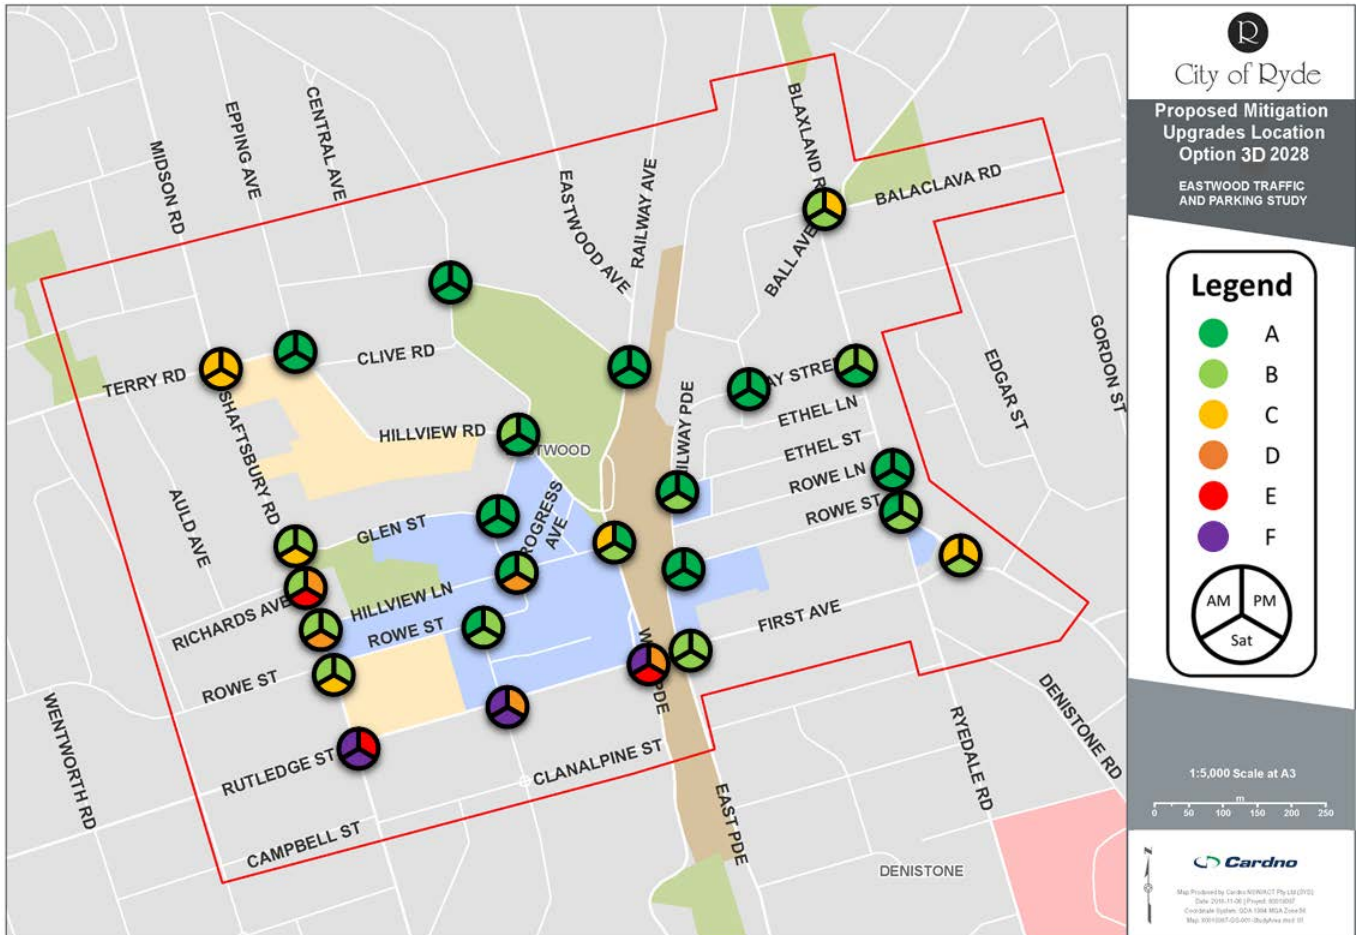 MIDSON RD
EPPING AVE
CENTRAL AVE
EASTWOOD AVE
RAILWAY AVE
BLAXLAND R
BALACLAVA RD
BALL AVE
GORDON ST
EDGAR ST
TERRY RD
CLIVE RD
SHAFTSBURY RD
HILLVIEW RD
TWOOD
AY STREE
ETHEL LN
ETHEL ST
ILWAY PDE
ROWE LN
ROWE ST
AULD AVE
GLEN ST
ROGRESS
AVE
RICHARDS AVE
HILLVIEW LN
ROWE ST
ROWE ST
FIRST AVE
W
PDE
WENTWORTH RD
RUTLEDGE ST
CLANALPINE ST
CAMPBELL ST
EAST PDE
RYEDALE RD
DENISTONE RD
DENISTONE
R
City of Ryde
Proposed Mitigation
Upgrades Location
Option 3D 2028
EASTWOOD TRAFFIC
AND PARKING STUDY
Legend
A
B
C
D
E
F
AM PM
Sat
1:5,000 Scale at A3
m
0 50 100 150 200 250
N
Cardno